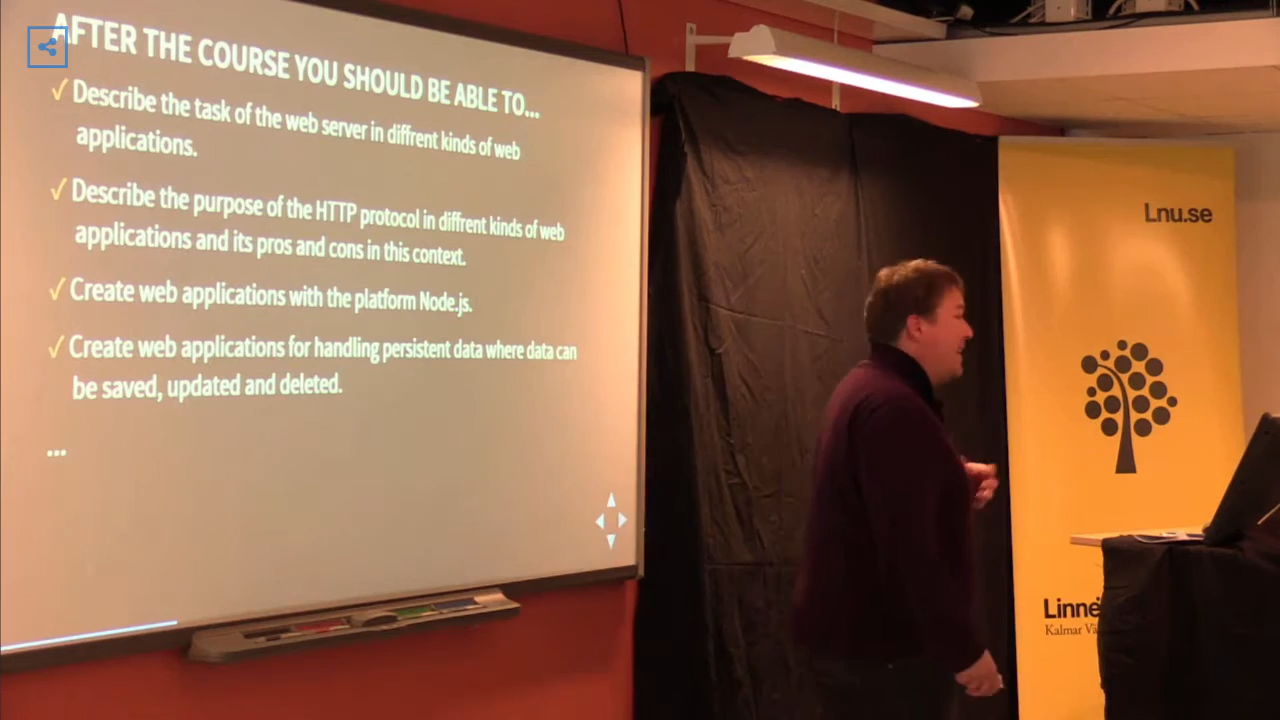 AFTER THE COURSE YOU SHOULD BE ABLE TO...
✓ Describe the task of the web server in diffrent kinds of web
applications.
✓ Describe the purpose of the HTTP protocol in diffrent kinds of web
applications and its pros and cons in this context.
✓ Create web applications with the platform Node.js.
✓ Create web applications for handling persistent data where data can
be saved, updated and deleted.
...
Lnu.se
Linne
Kalmar Vä